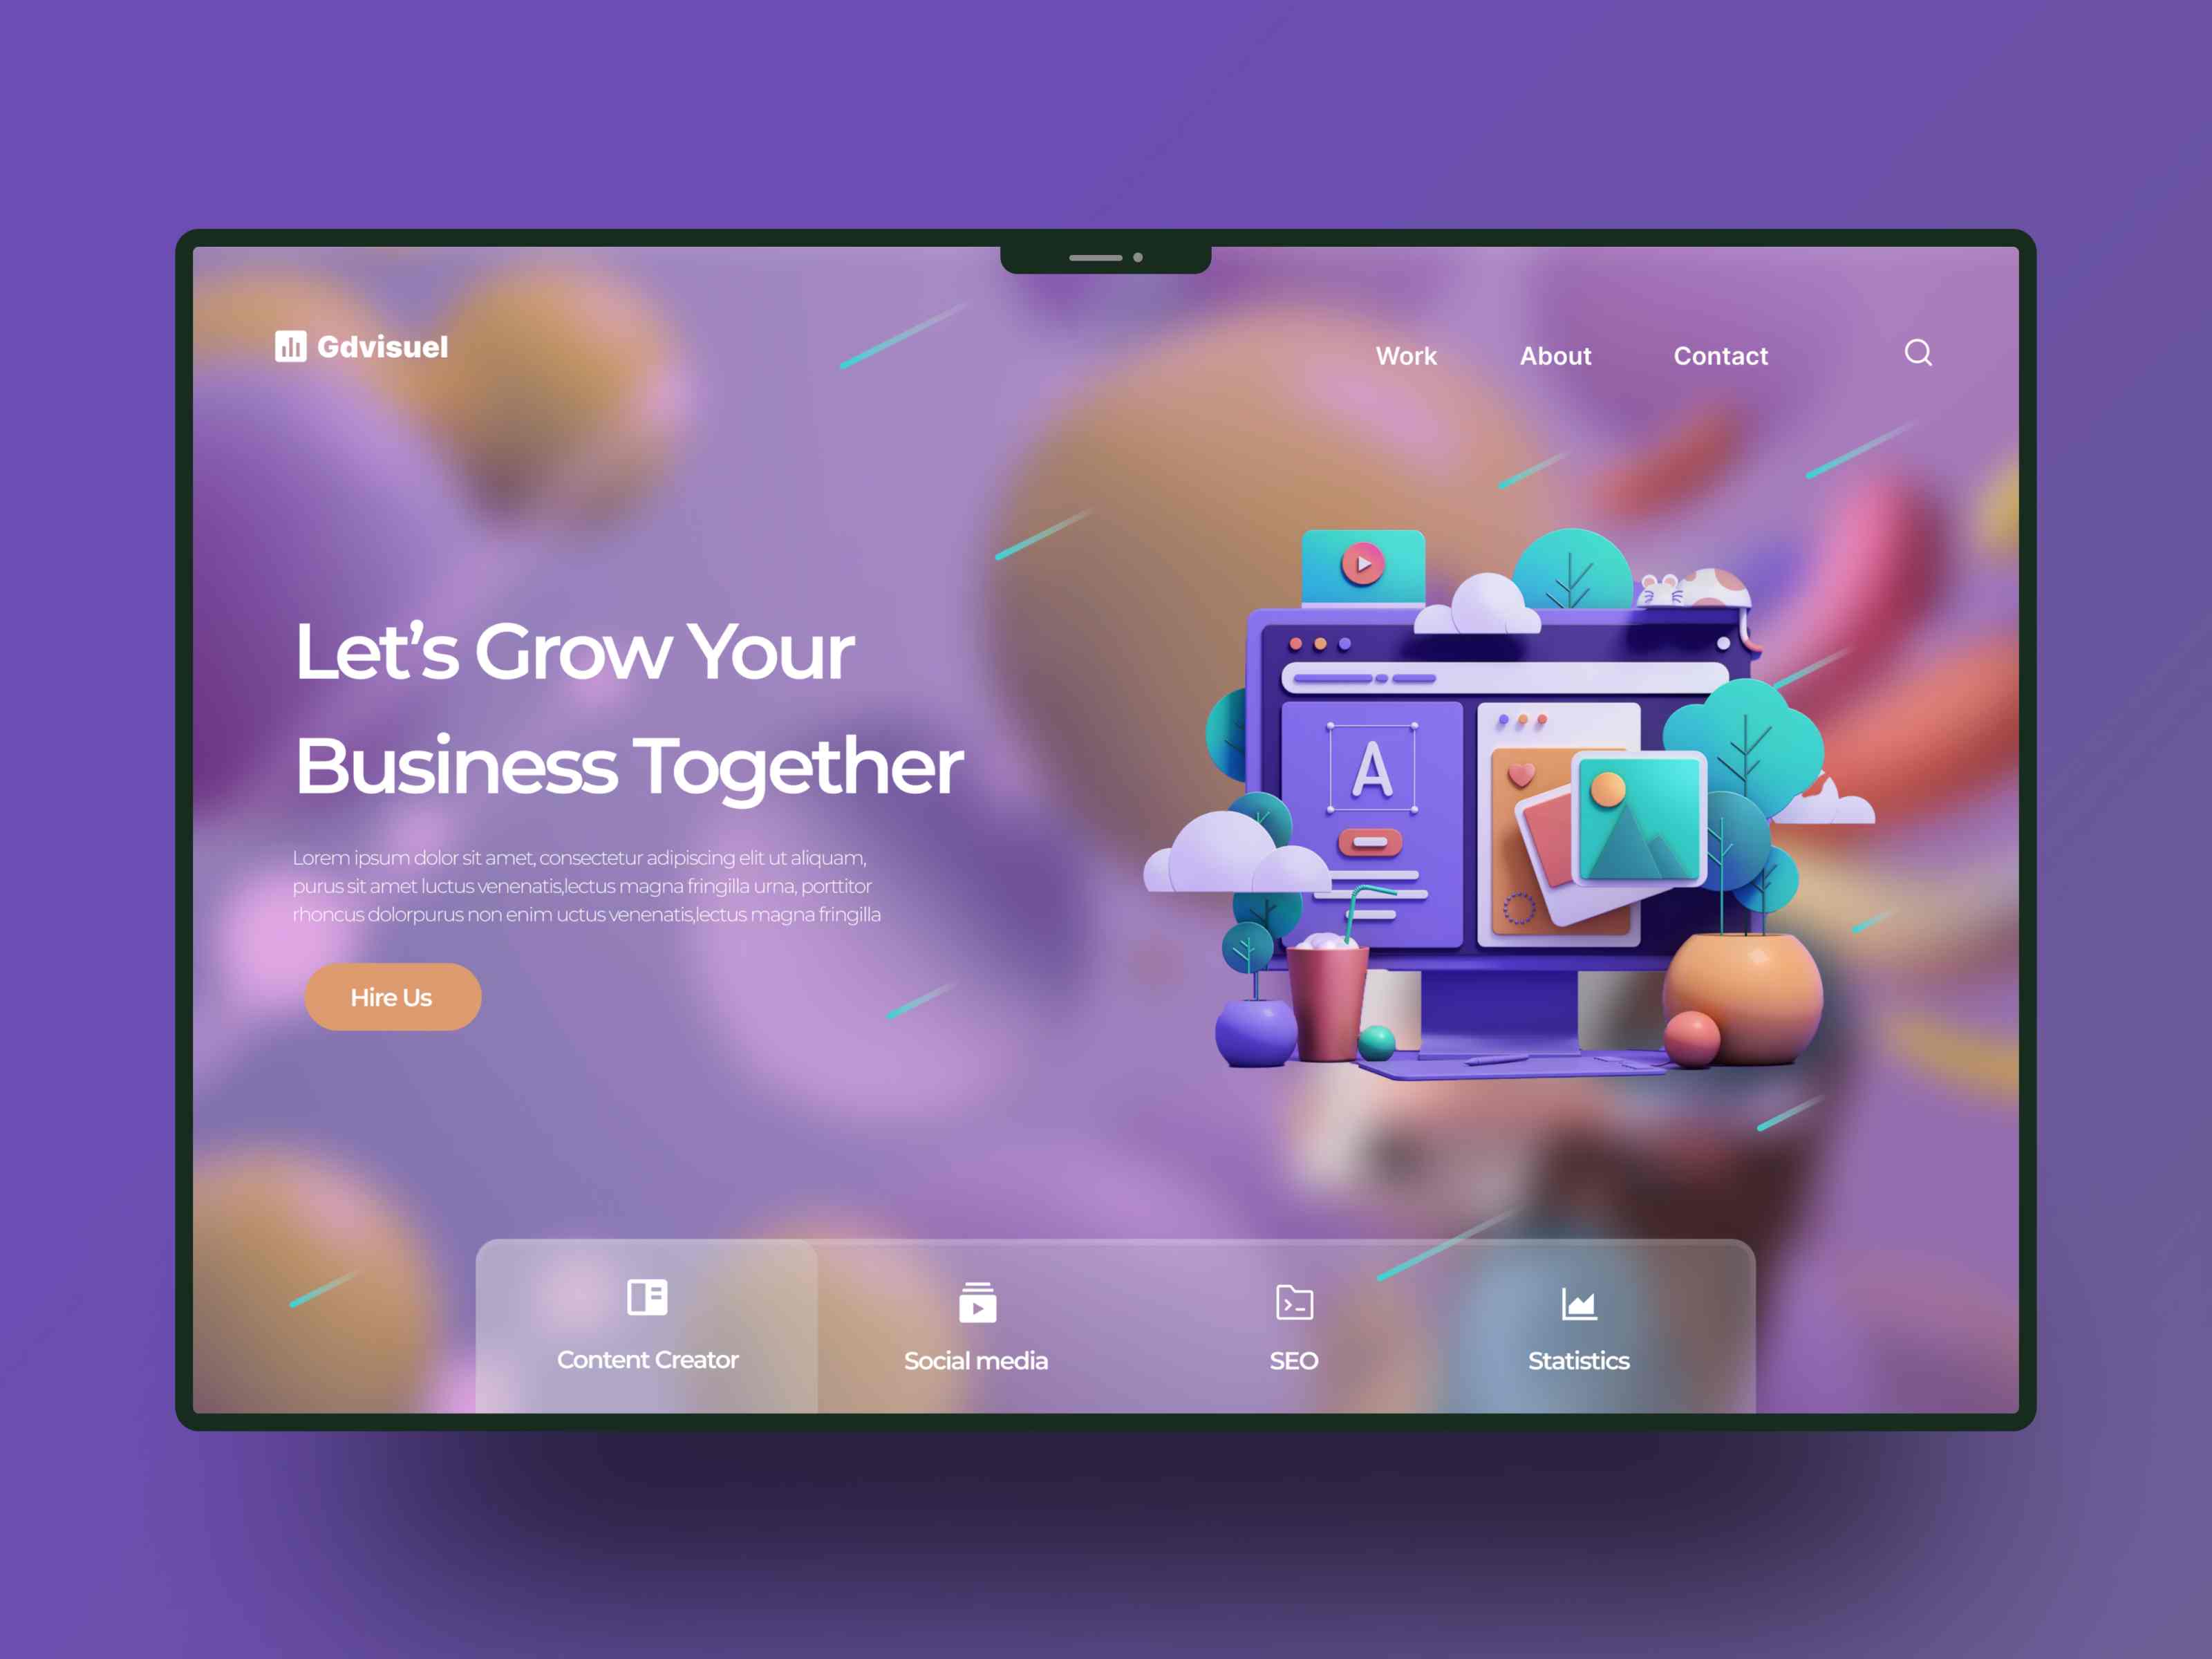 Gdvisuel
Work About Contact
Let's Grow Your
Business Together
Lorem ipsum dolor sit amet, consectetur adipiscing elit ut aliquam,
purus sit amet luctus venenatis,lectus magna fringilla urna, porttitor
rhoncus dolorpurus non enim uctus venenatis,lectus magna fringilla
Hire Us
A
Content Creator
Social media
SEO
Statistics